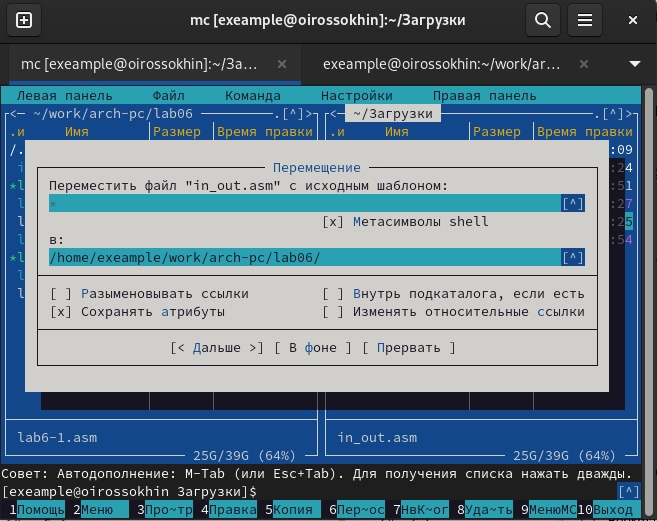 mc [exeample@oirossokhin]:~/Загрузки
mc [exeample@oirossokhin]:~/За...
exeample@oirossokhin:~/work/ar...
Левая панель Файл Команда Настройки Правая панель
<— ~/work/arch-pc/lab06 .[^]>
<— ~/Загрузки .[^]>
.и Имя Размер Время правки
.и Имя Размер Время правки
/.
:09
Перемещение
Переместить файл "in_out.asm" с исходным шаблоном:
* [^]
[x] Метасимволы shell
в:
/home/exeample/work/arch-pc/lab06/ [^]
[ ] Разыменовывать ссылки [ ] Внутрь подкаталога, если есть
[x] Сохранять атрибуты [ ] Изменять относительные ссылки
[< Дальше >] [ В фоне ] [ Прервать ]
:24
:51
:27
:25
:54
lab6-1.asm in_out.asm
25G/39G (64%) 25G/39G (64%)
Совет: Автодополнение: M-Tab (или Esc+Tab). Для получения списка нажать дважды.
[exeample@oirossokhin Загрузки]$ [^]
1Помощь 2Меню 3Про~тр 4Правка 5Копия 6Пер~ос 7НвК~ог 8Уда~ть 9МенюMC 10Выход